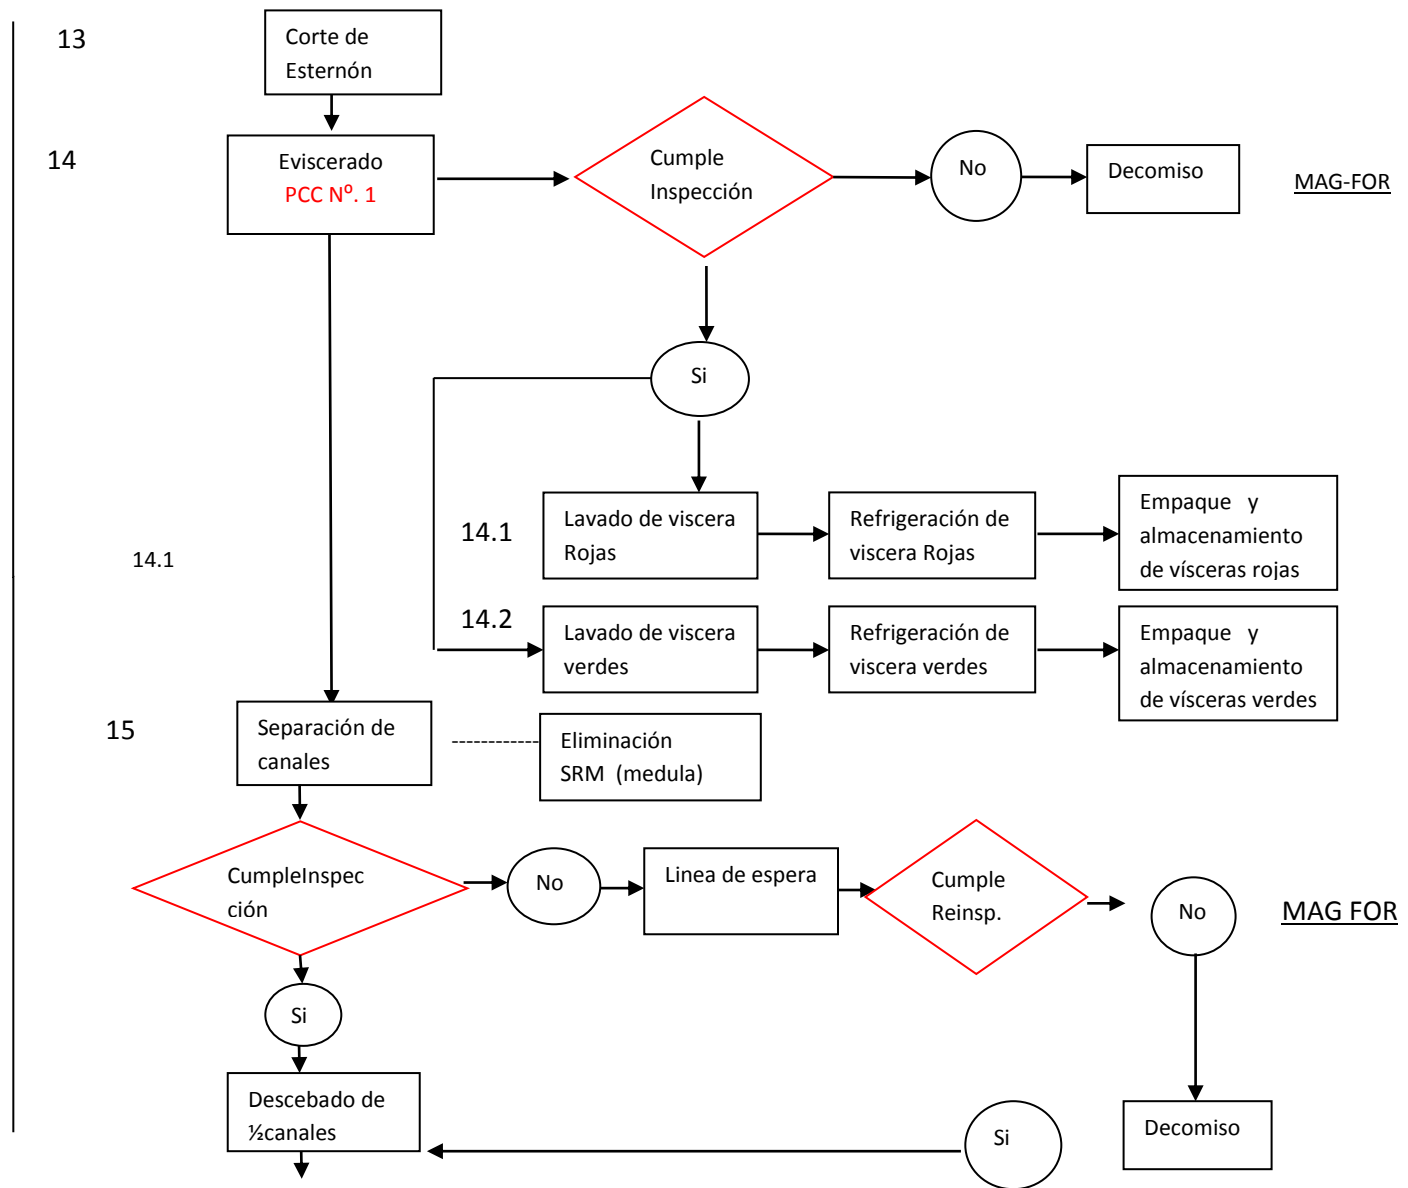 13
Corte de
Esternón
14
Eviscerado
PCC Nº. 1
Cumple
Inspección
No
Decomiso
MAG-FOR
Si
14.1
Lavado de viscera
Rojas
Refrigeración de
viscera Rojas
Empaque y
almacenamiento
de vísceras rojas
14.1
14.2
Lavado de viscera
verdes
Refrigeración de
viscera verdes
Empaque y
almacenamiento
de vísceras verdes
15
Separación de
canales
Eliminación
SRM (medula)
CumpleInspec
ción
No
Linea de espera
Cumple
Reinsp.
No
MAG FOR
Si
Descebado de
½canales
Si
Decomiso